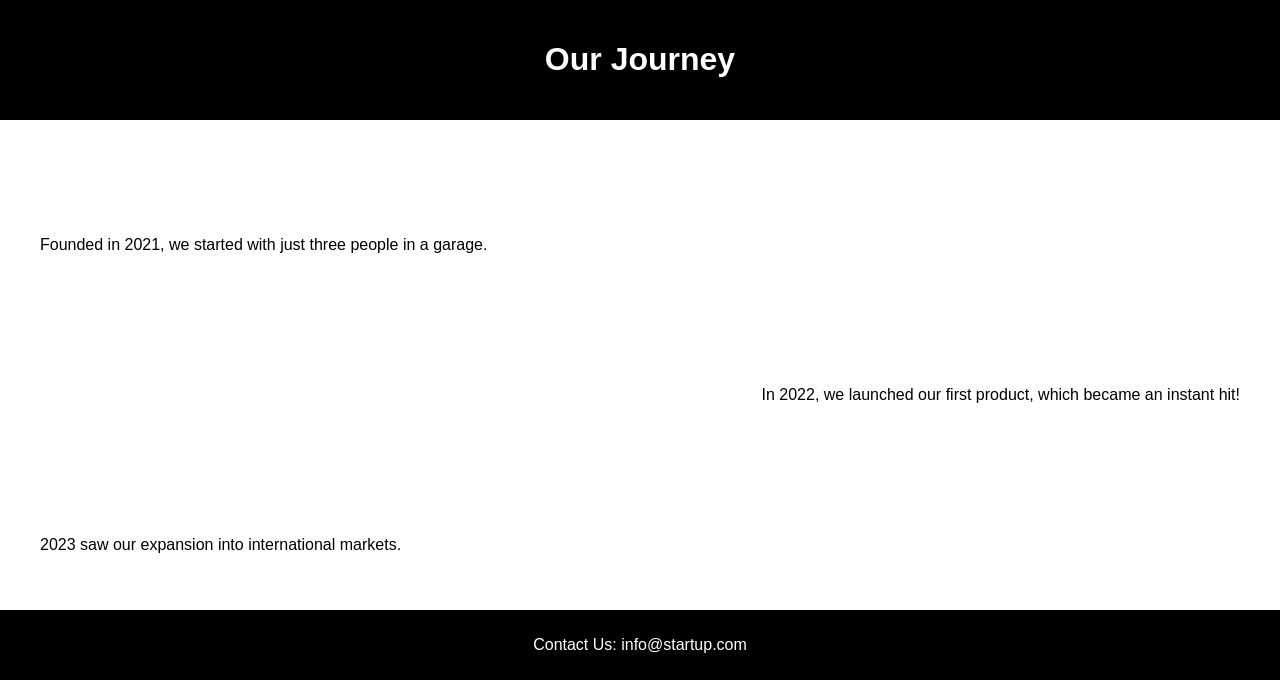 Our Journey
Founded in 2021, we started with just three people in a garage.
In 2022, we launched our first product, which became an instant hit!
2023 saw our expansion into international markets.
Contact Us: info@startup.com